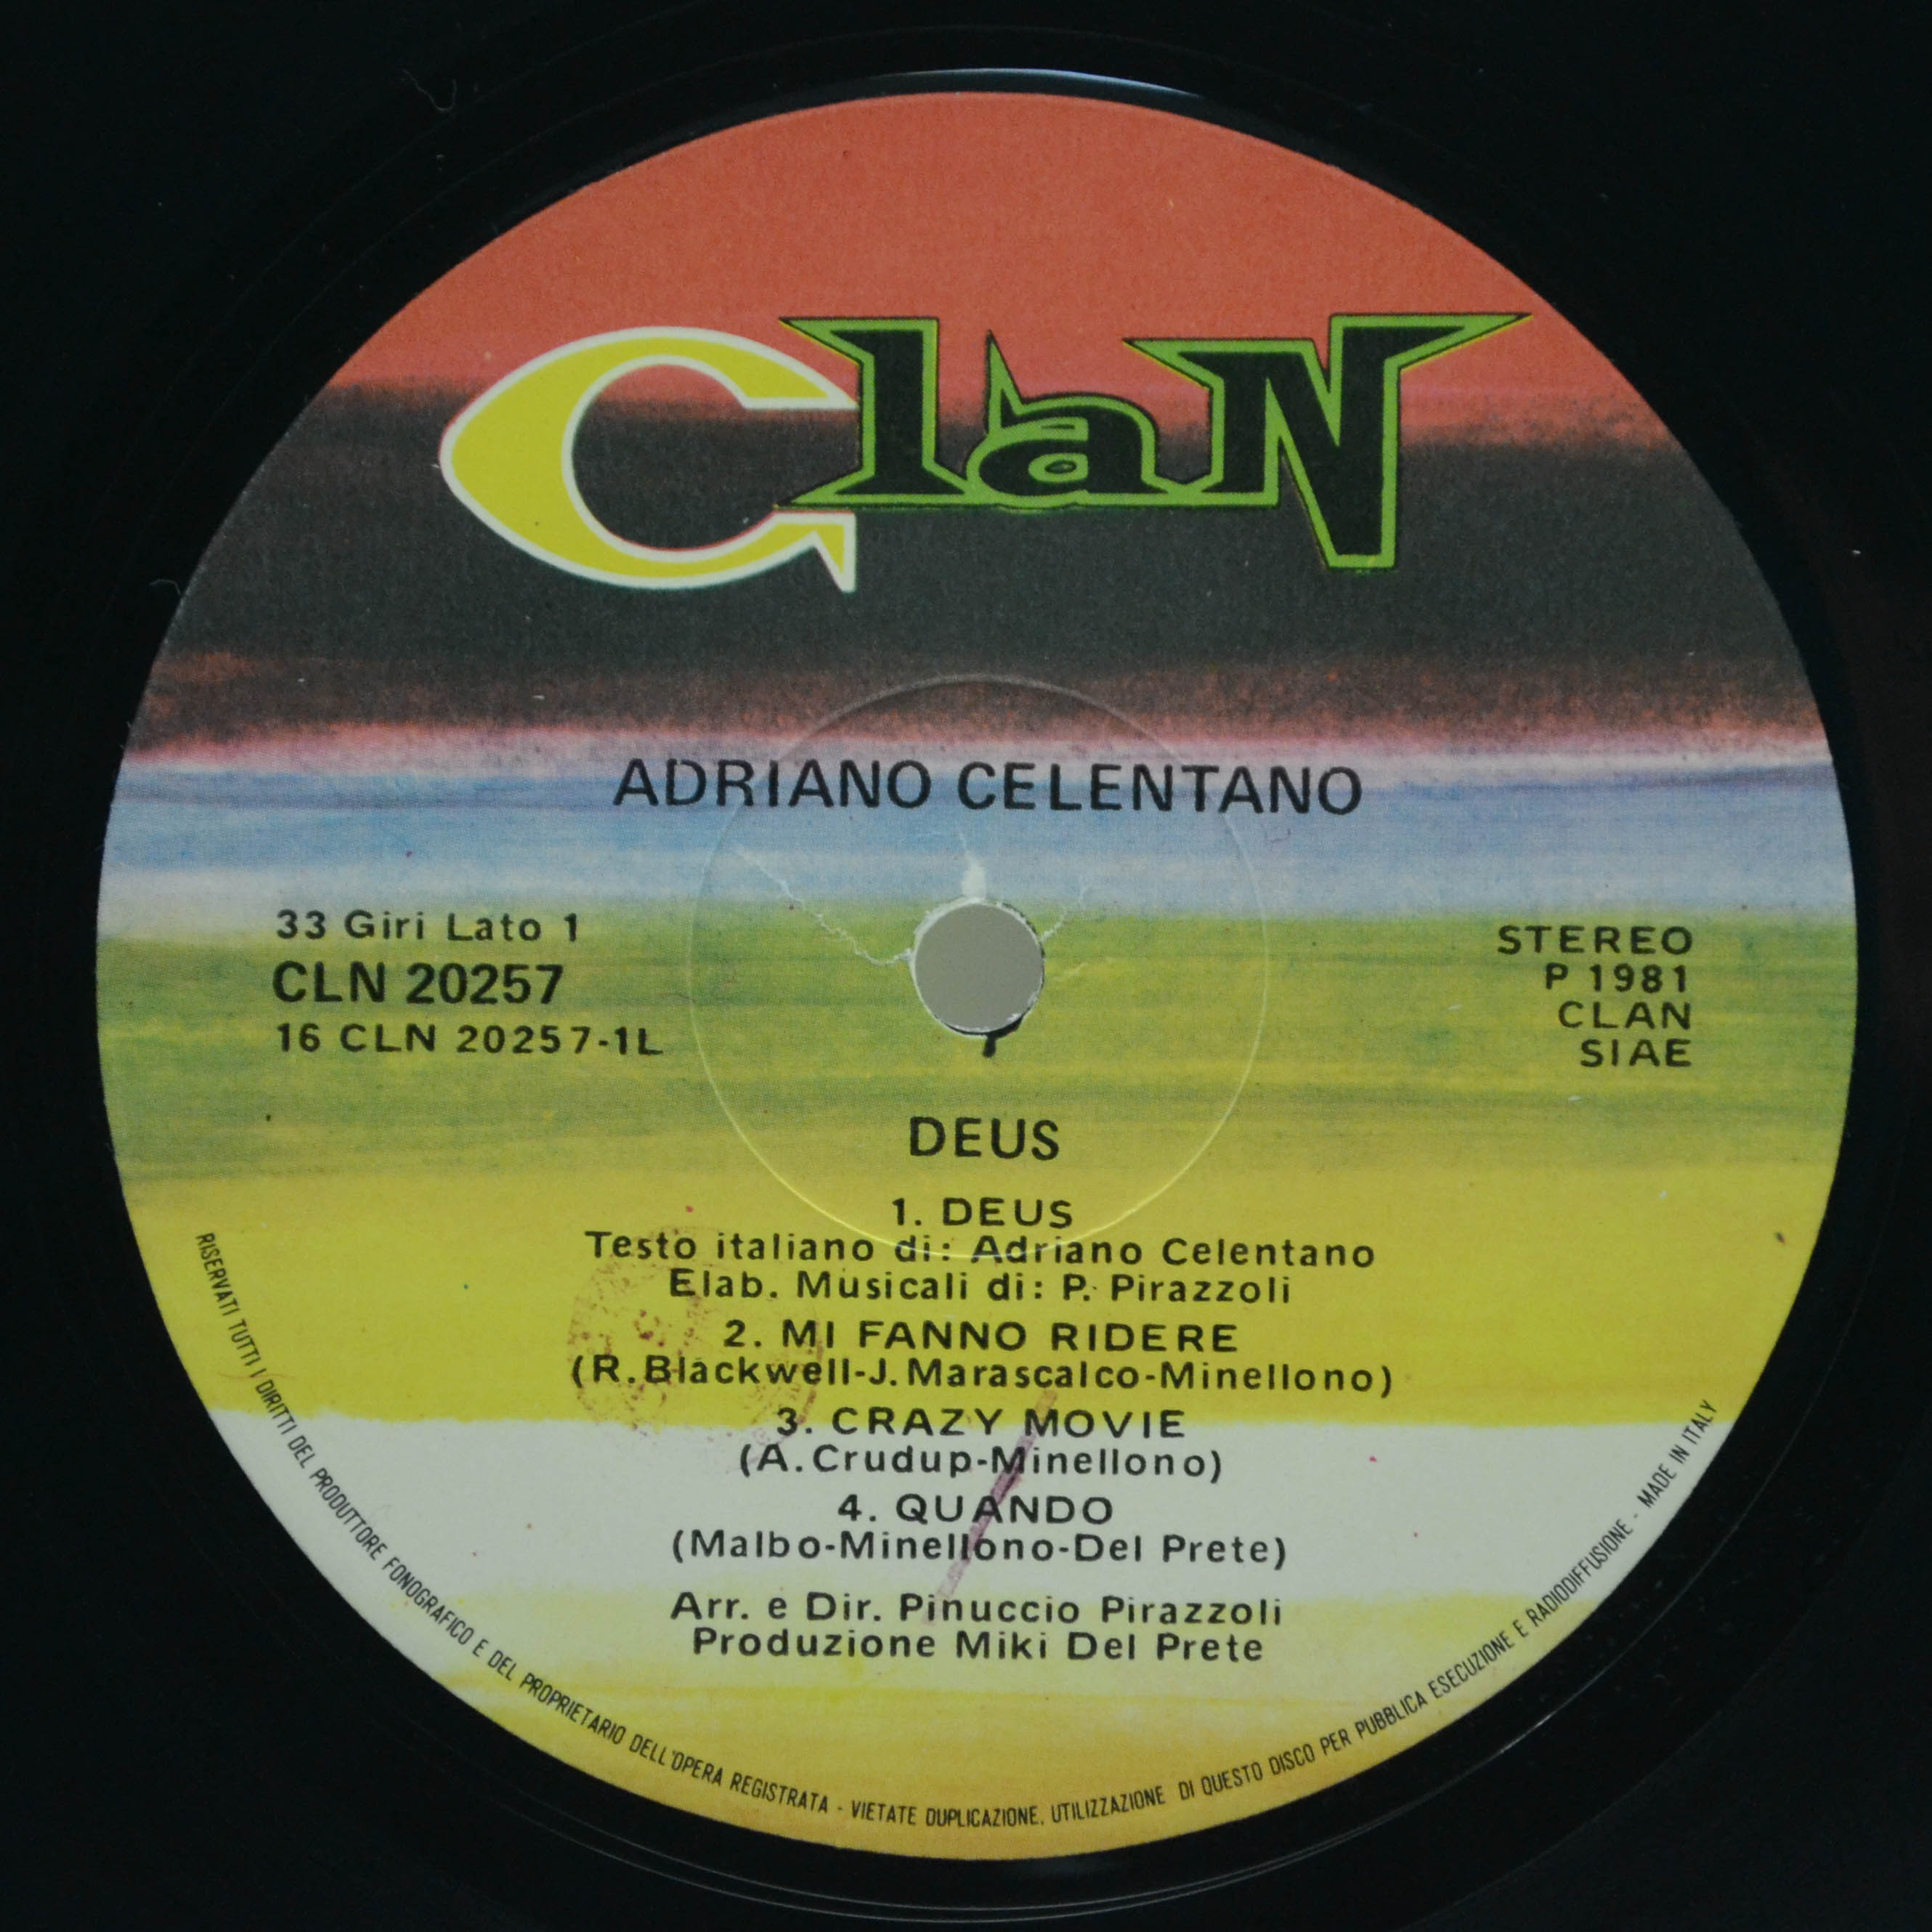 ClaN
ADRIANO CELENTANO
33 Giri Lato 1
CLN 20257
16 CLN 20257-1L
STEREO
P 1981
CLAN
SIAE
DEUS
1. DEUS
Testo italiano di: Adriano Celentano
Elab. Musicali di: P. Pirazzoli
2. MI FANNO RIDERE
(R.Blackwell-J.Marascalco-Minellono)
3. CRAZY MOVIE
(A.Crudup-Minellono)
4. QUANDO
(Malbo-Minellono-Del Prete)
Arr. e Dir. Pinuccio Pirazzoli
Produzione Miki Del Prete
RISERVATI TUTTI I DIRITTI DEL PRODUTTORE FONOGRAFICO E DEL PROPRIETARIO DELL'OPERA REGISTRATA - VIETATE DUPLICAZIONE, UTILIZZAZIONE DI QUESTO DISCO PER PUBBLICA ESECUZIONE E RADIODIFFUSIONE - MADE IN ITALY